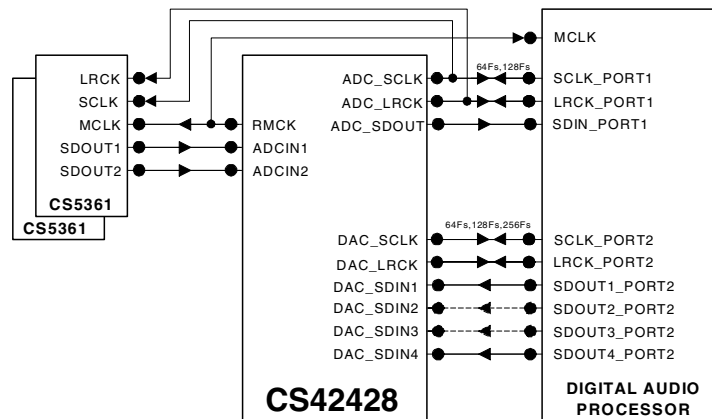 MCLK
64Fs,128Fs
LRCK
SCLK
MCLK
SDOUT1
SDOUT2
CS5361
CS5361
RMCK
ADCIN1
ADCIN2
ADC_SCLK
ADC_LRCK
ADC_SDOUT
SCLK_PORT1
LRCK_PORT1
SDIN_PORT1
64Fs,128Fs,256Fs
DAC_SCLK
DAC_LRCK
DAC_SDIN1
DAC_SDIN2
DAC_SDIN3
DAC_SDIN4
SCLK_PORT2
LRCK_PORT2
SDOUT1_PORT2
SDOUT2_PORT2
SDOUT3_PORT2
SDOUT4_PORT2
CS42428
DIGITAL AUDIO
PROCESSOR